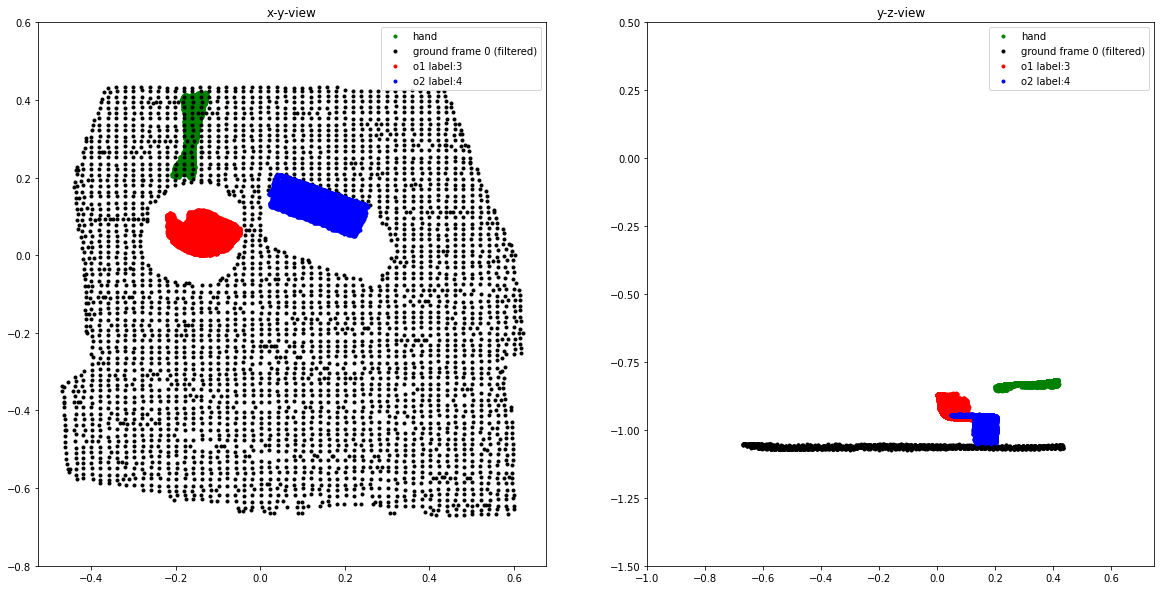 x-y-view
hand
ground frame 0 (filtered)
o1 label:3
o2 label:4
0.6
0.4
0.2
0.0
−0.2
−0.4
−0.6
−0.8
−0.4 −0.2 0.0 0.2 0.4 0.6
y-z-view
hand
ground frame 0 (filtered)
o1 label:3
o2 label:4
0.50
0.25
0.00
−0.25
−0.50
−0.75
−1.00
−1.25
−1.50
−1.0 −0.8 −0.6 −0.4 −0.2 0.0 0.2 0.4 0.6